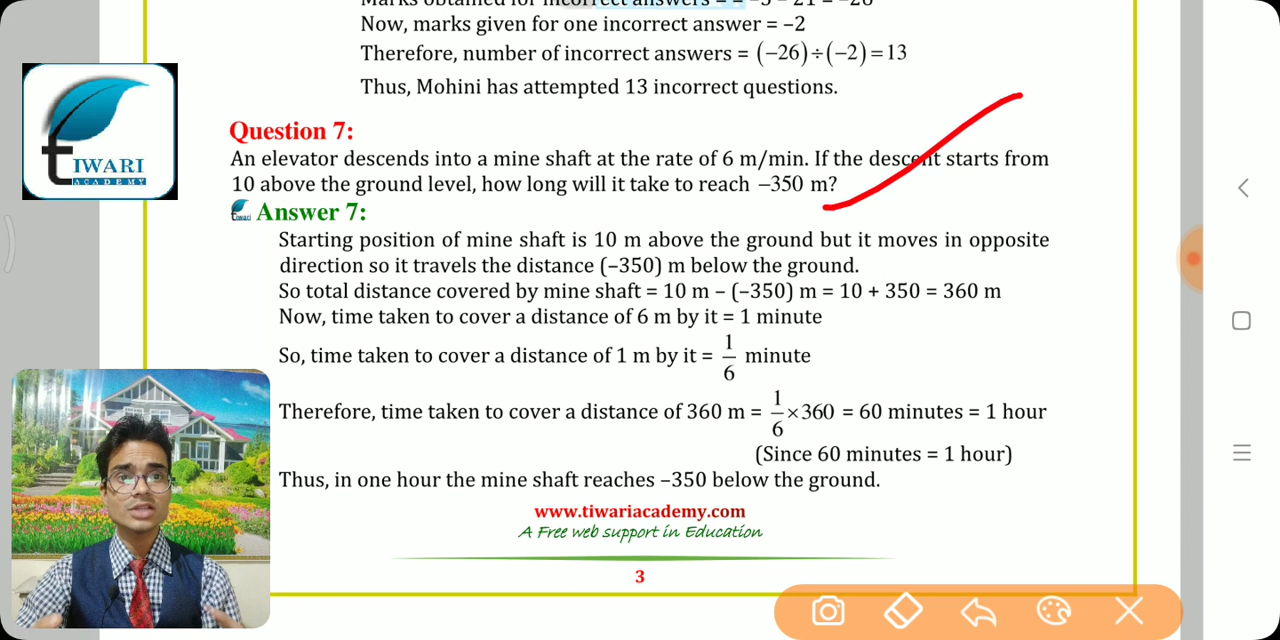 Now, marks given for one incorrect answer = –2
Therefore, number of incorrect answers = (−26)÷(−2)=13
Thus, Mohini has attempted 13 incorrect questions.
tIWARI
ACADEMY
Question 7:
An elevator descends into a mine shaft at the rate of 6 m/min. If the descent starts from
10 above the ground level, how long will it take to reach –350 m?
Answer 7:
Starting position of mine shaft is 10 m above the ground but it moves in opposite
direction so it travels the distance (–350) m below the ground.
So total distance covered by mine shaft = 10 m – (–350) m = 10 + 350 = 360 m
Now, time taken to cover a distance of 6 m by it = 1 minute
So, time taken to cover a distance of 1 m by it = 1/6 minute
Therefore, time taken to cover a distance of 360 m = 1/6 ×360 = 60 minutes = 1 hour
(Since 60 minutes = 1 hour)
Thus, in one hour the mine shaft reaches –350 below the ground.
www.tiwariacademy.com
A Free web support in Education
3